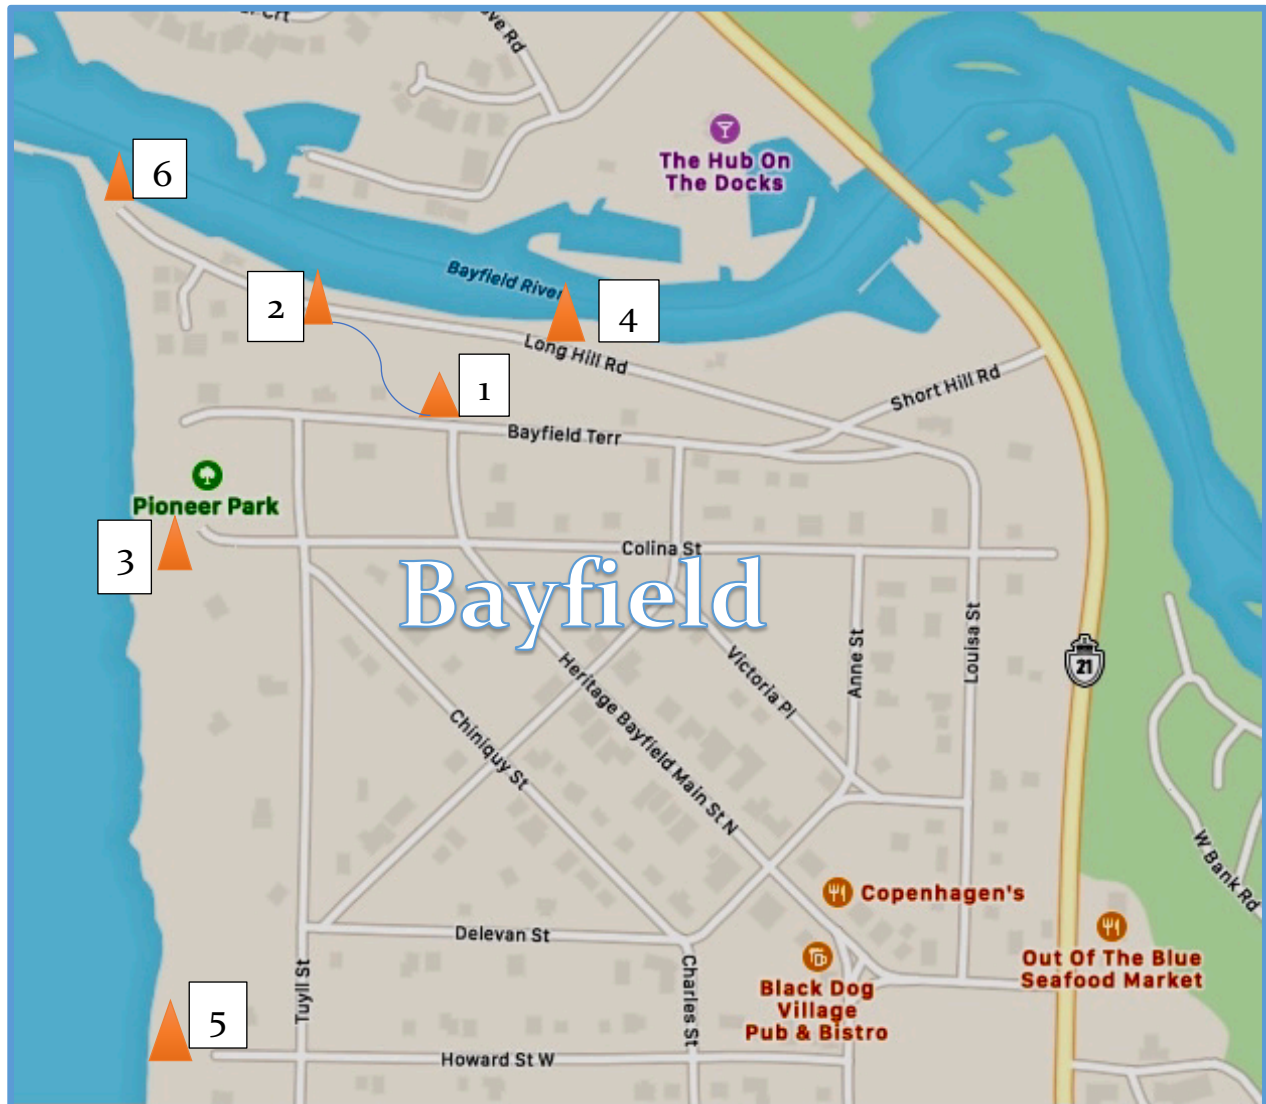 The Hub On
The Docks
6
2
Bayfield River
4
Long Hill Rd
1
Short Hill Rd
Bayfield Terr
Pioneer Park
3
Colina St
Bayfield
Heritage Bayfield Main St N
Victoria Pl
Anne St
Louisa St
21
Chiniquy St
W Bank Rd
Copenhagen's
Out Of The Blue
Seafood Market
Delevan St
Tuyll St
Charles St
Black Dog
Village
Pub & Bistro
5
Howard St W